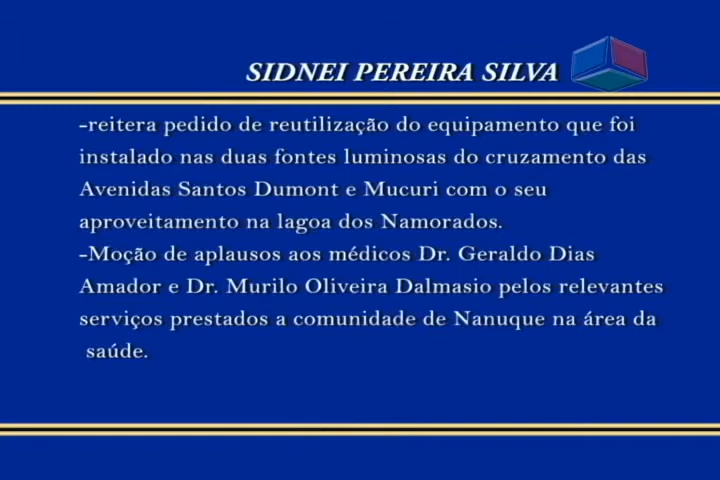 SIDNEI PEREIRA SILVA
-reitera pedido de reutilização do equipamento que foi
instalado nas duas fontes luminosas do cruzamento das
Avenidas Santos Dumont e Mucuri com o seu
aproveitamento na lagoa dos Namorados.
-Moção de aplausos aos médicos Dr. Geraldo Dias
Amador e Dr. Murilo Oliveira Dalmasio pelos relevantes
serviços prestados a comunidade de Nanuque na área da
saúde.